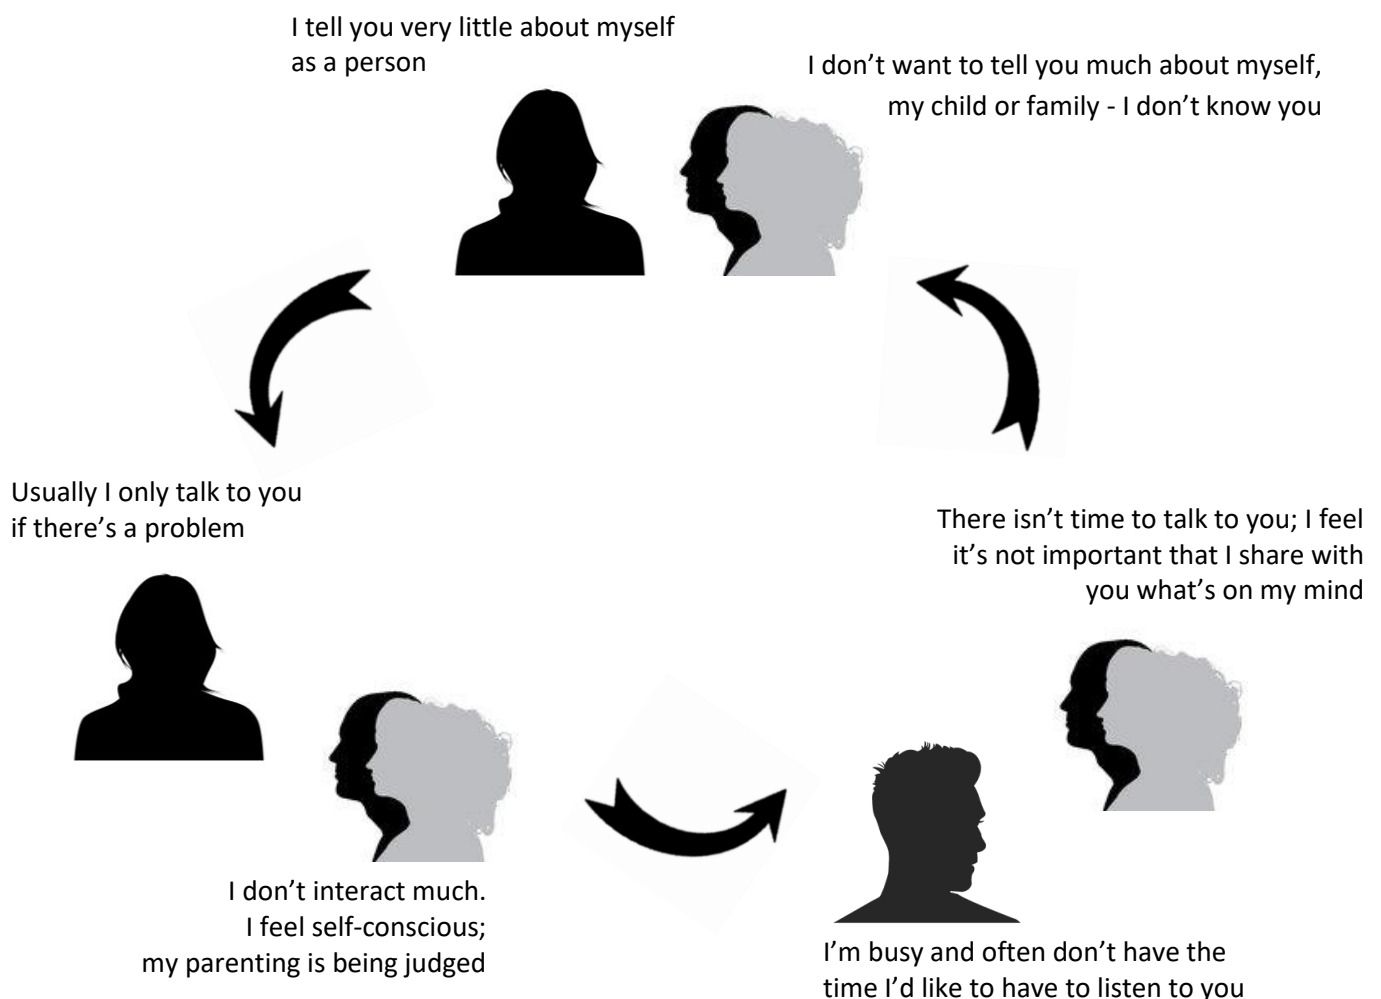 I tell you very little about myself
as a person
I don’t want to tell you much about myself,
my child or family - I don’t know you
Usually I only talk to you
if there’s a problem
There isn’t time to talk to you; I feel
it’s not important that I share with
you what’s on my mind
I don’t interact much.
I feel self-conscious;
my parenting is being judged
I’m busy and often don’t have the
time I’d like to have to listen to you